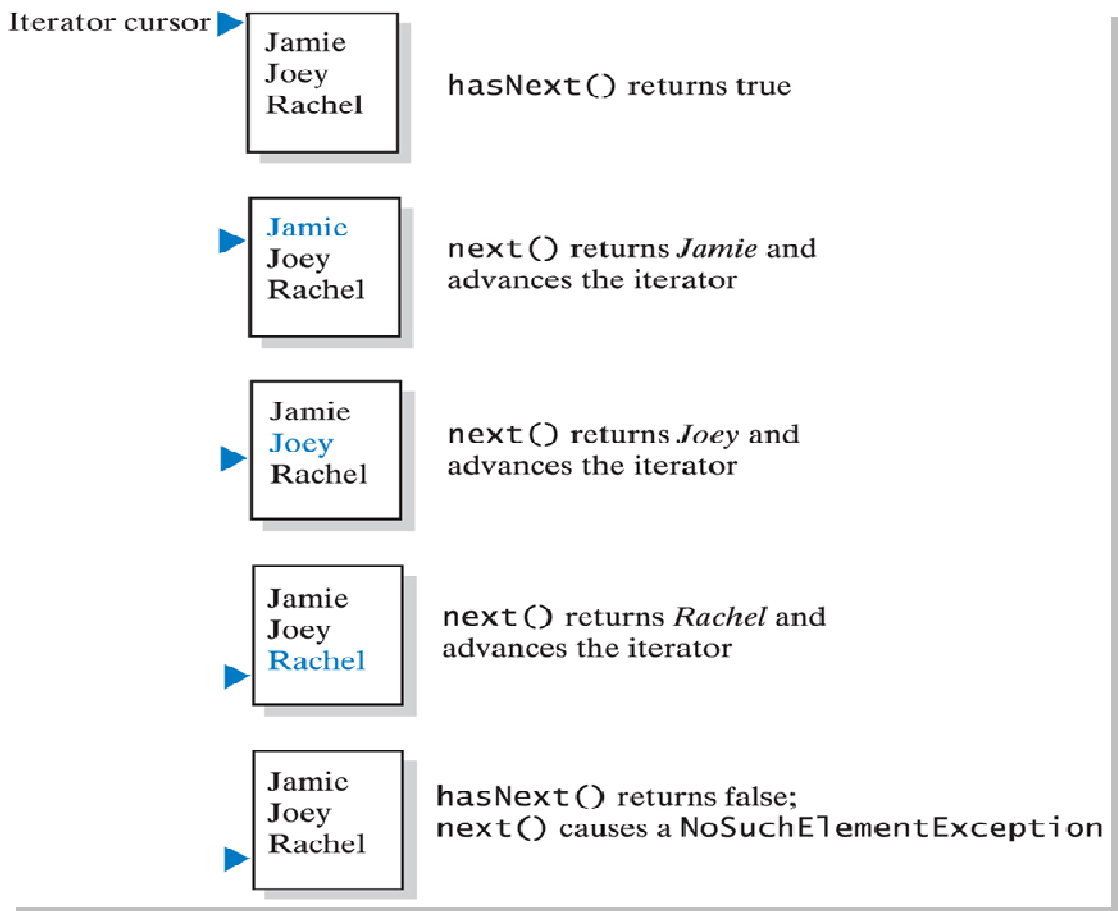 Iterator cursor
Jamie
Joey
Rachel
hasNext() returns true
Jamie
Joey
Rachel
next() returns Jamie and
advances the iterator
Jamie
Joey
Rachel
next() returns Joey and
advances the iterator
Jamie
Joey
Rachel
next() returns Rachel and
advances the iterator
Jamie
Joey
Rachel
hasNext() returns false;
next() causes a NoSuchElementException